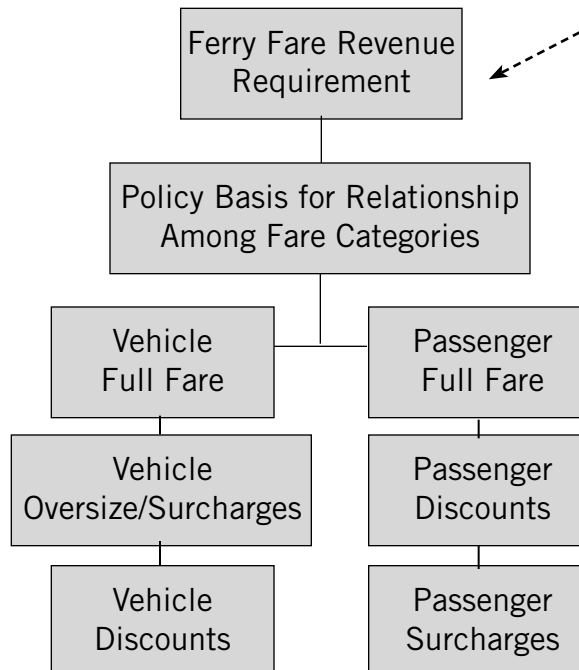 Ferry Fare Revenue
Requirement
Policy Basis for Relationship
Among Fare Categories
Vehicle
Full Fare
Passenger
Full Fare
Vehicle
Oversize/Surcharges
Passenger
Discounts
Vehicle
Discounts
Passenger
Surcharges